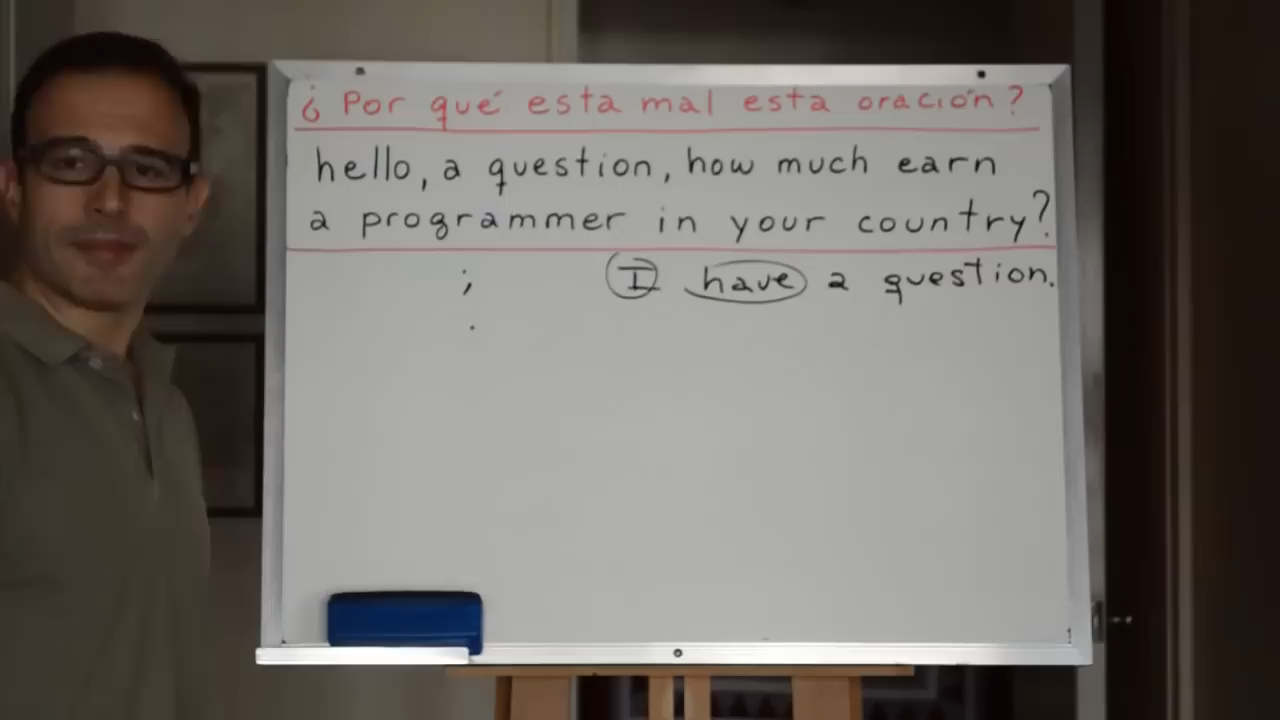 ¿ Por qué esta mal esta oración?
hello, a question, how much earn
a programmer in your country?
; I have a question.
.